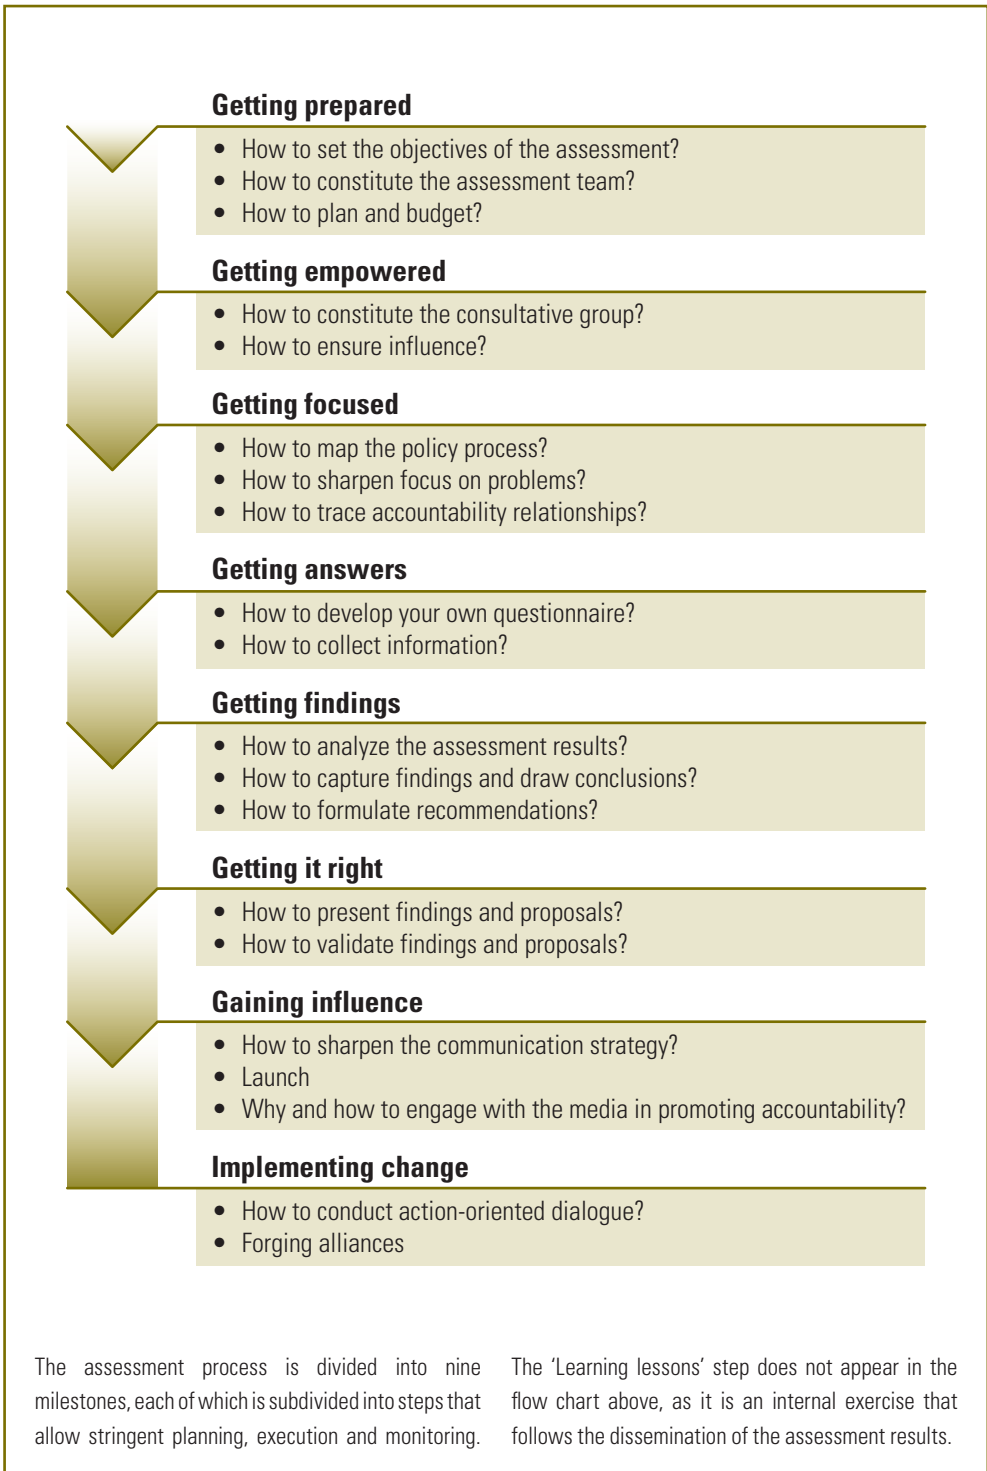 Getting prepared
• How to set the objectives of the assessment?
• How to constitute the assessment team?
• How to plan and budget?
Getting empowered
• How to constitute the consultative group?
• How to ensure influence?
Getting focused
• How to map the policy process?
• How to sharpen focus on problems?
• How to trace accountability relationships?
Getting answers
• How to develop your own questionnaire?
• How to collect information?
Getting findings
• How to analyze the assessment results?
• How to capture findings and draw conclusions?
• How to formulate recommendations?
Getting it right
• How to present findings and proposals?
• How to validate findings and proposals?
Gaining influence
• How to sharpen the communication strategy?
• Launch
• Why and how to engage with the media in promoting accountability?
Implementing change
• How to conduct action-oriented dialogue?
• Forging alliances
The assessment process is divided into nine
milestones, each of which is subdivided into steps that
allow stringent planning, execution and monitoring.
The ‘Learning lessons’ step does not appear in the
flow chart above, as it is an internal exercise that
follows the dissemination of the assessment results.